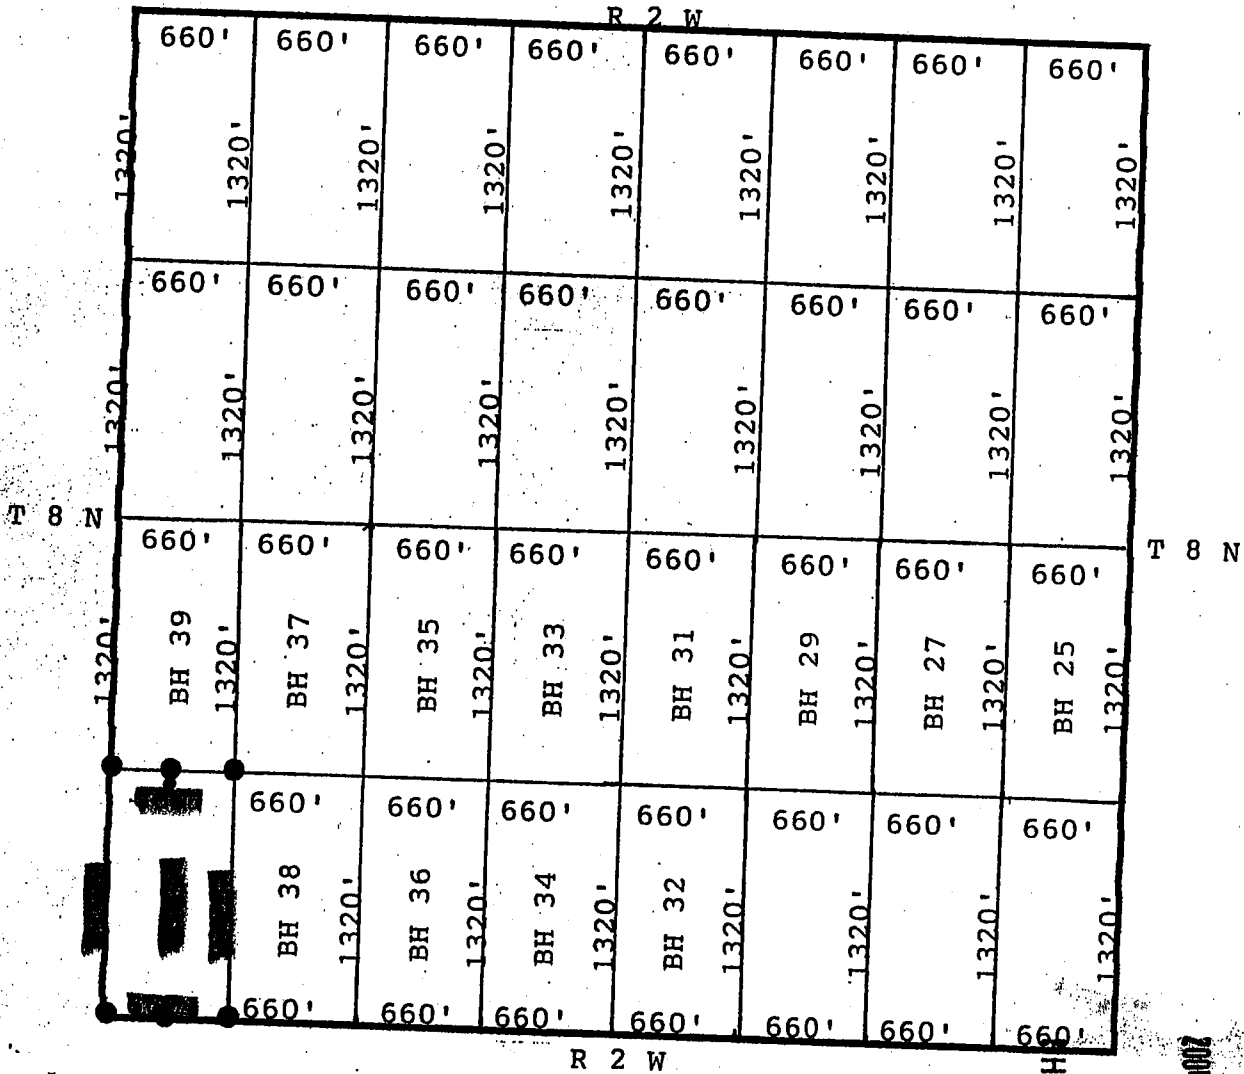 R 2 W
660' 660' 660' 660' 660' 660' 660' 660'
1320' 1320' 1320' 1320' 1320' 1320' 1320' 1320' 1320'
660' 660' 660' 660' 660' 660' 660' 660'
1320' 1320' 1320' 1320' 1320' 1320' 1320' 1320' 1320'
T 8 N T 8 N
660' 660' 660' 660' 660' 660' 660' 660'
1320' BH 39 1320' BH 37 1320' BH 35 1320' BH 33 1320' BH 31 1320' BH 29 1320' BH 27 1320' BH 25 1320'
660' 660' 660' 660' 660' 660' 660'
BH 38 1320' BH 36 1320' BH 34 1320' BH 32 1320' 1320' 1320' 1320'
660' 660' 660' 660' 660' 660' 660'
R 2 W